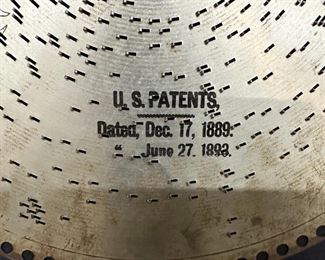 U. S. PATENTS,
Dated, Dec. 17, 1889.
" June 27. 1893.